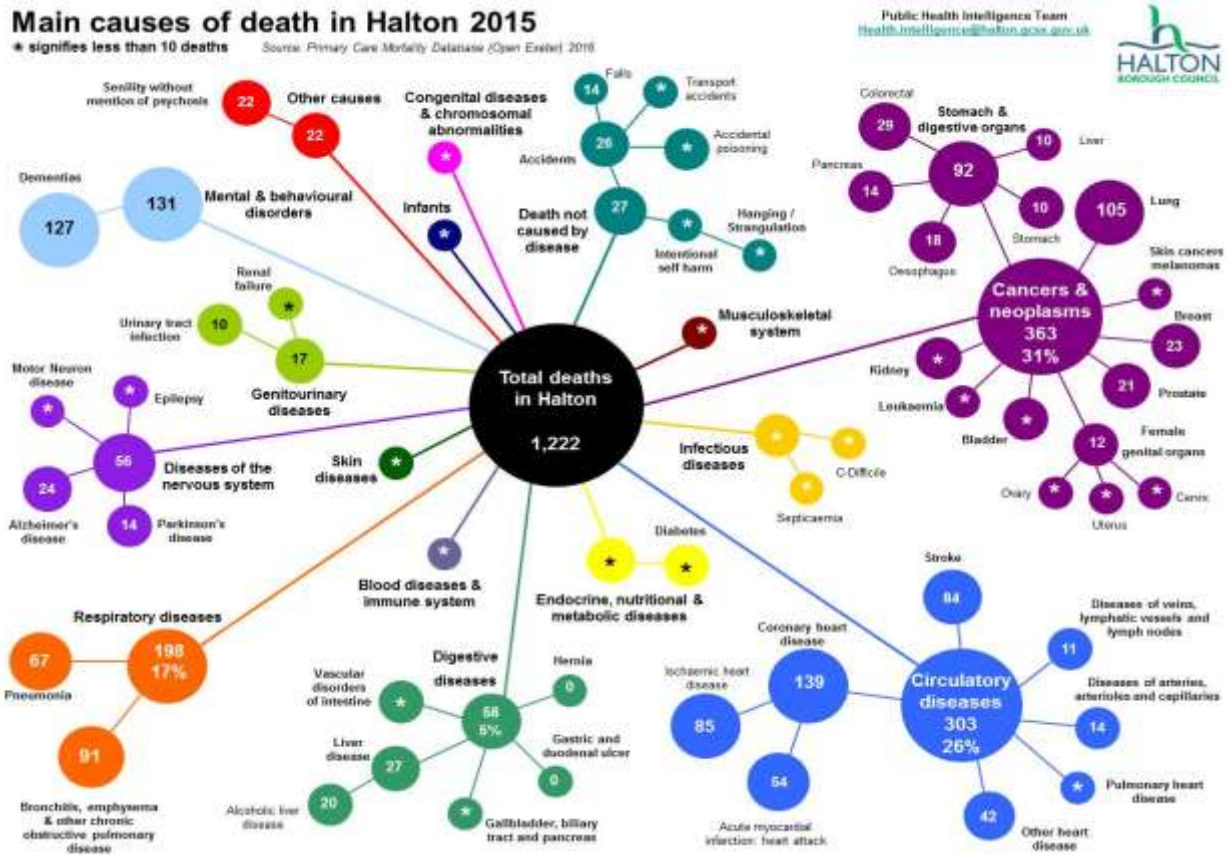 Main causes of death in Halton 2015
* signifies less than 10 deaths
Source: Primary Care Mortality Database (Open Exeter) 2016
Public Health Intelligence Team
Health.Intelligence@halton.gcsx.gov.uk
HALTON
BOROUGH COUNCIL
Total deaths
in Halton
1,222
Senility without
mention of psychosis
22
Other causes
22
Congenital diseases
& chromosomal
abnormalities
*
Infants
*
Falls
14
*
Transport
accidents
Accidents
26
*
Accidental
poisoning
Death not
caused by
disease
27
*
Intentional
self harm
Hanging /
Strangulation
*
Musculoskeletal
system
*
Dementias
127
131
Mental & behavioural
disorders
Renal
failure
*
Urinary tract
infection
10
17
Genitourinary
diseases
Motor Neuron
disease
*
*
Epilepsy
56
Diseases of the
nervous system
24
Alzheimer's
disease
14
Parkinson's
disease
Skin
diseases
*
Blood diseases &
immune system
*
Colorectal
29
Stomach &
digestive organs
92
10
Liver
Pancreas
14
18
Oesophagus
10
Stomach
105
Lung
Cancers &
neoplasms
363
31%
Skin cancers
melanomas
*
Breast
23
21
Prostate
Kidney
*
Leukaemia
*
Bladder
*
12
Female
genital organs
Ovary
*
*
Uterus
*
Cervix
Infectious
diseases
*
*
C-Difficile
*
Septicaemia
Diabetes
*
*
Endocrine, nutritional &
metabolic diseases
Respiratory diseases
198
17%
67
Pneumonia
91
Bronchitis, emphysema
& other chronic
obstructive pulmonary
disease
Digestive
diseases
5%
Vascular
disorders
of intestine
*
Hernia
0
Gastric and
duodenal ulcer
0
Liver
disease
27
Alcoholic liver
disease
20
*
Gallbladder, biliary
tract and pancreas
Circulatory
diseases
303
26%
Stroke
84
Diseases of veins,
lymphatic vessels and
lymph nodes
11
Diseases of arteries,
arterioles and capillaries
14
*
Pulmonary heart
disease
42
Other heart
disease
Coronary heart
disease
139
Ischaemic heart
disease
85
54
Acute myocardial
infarction: heart attack